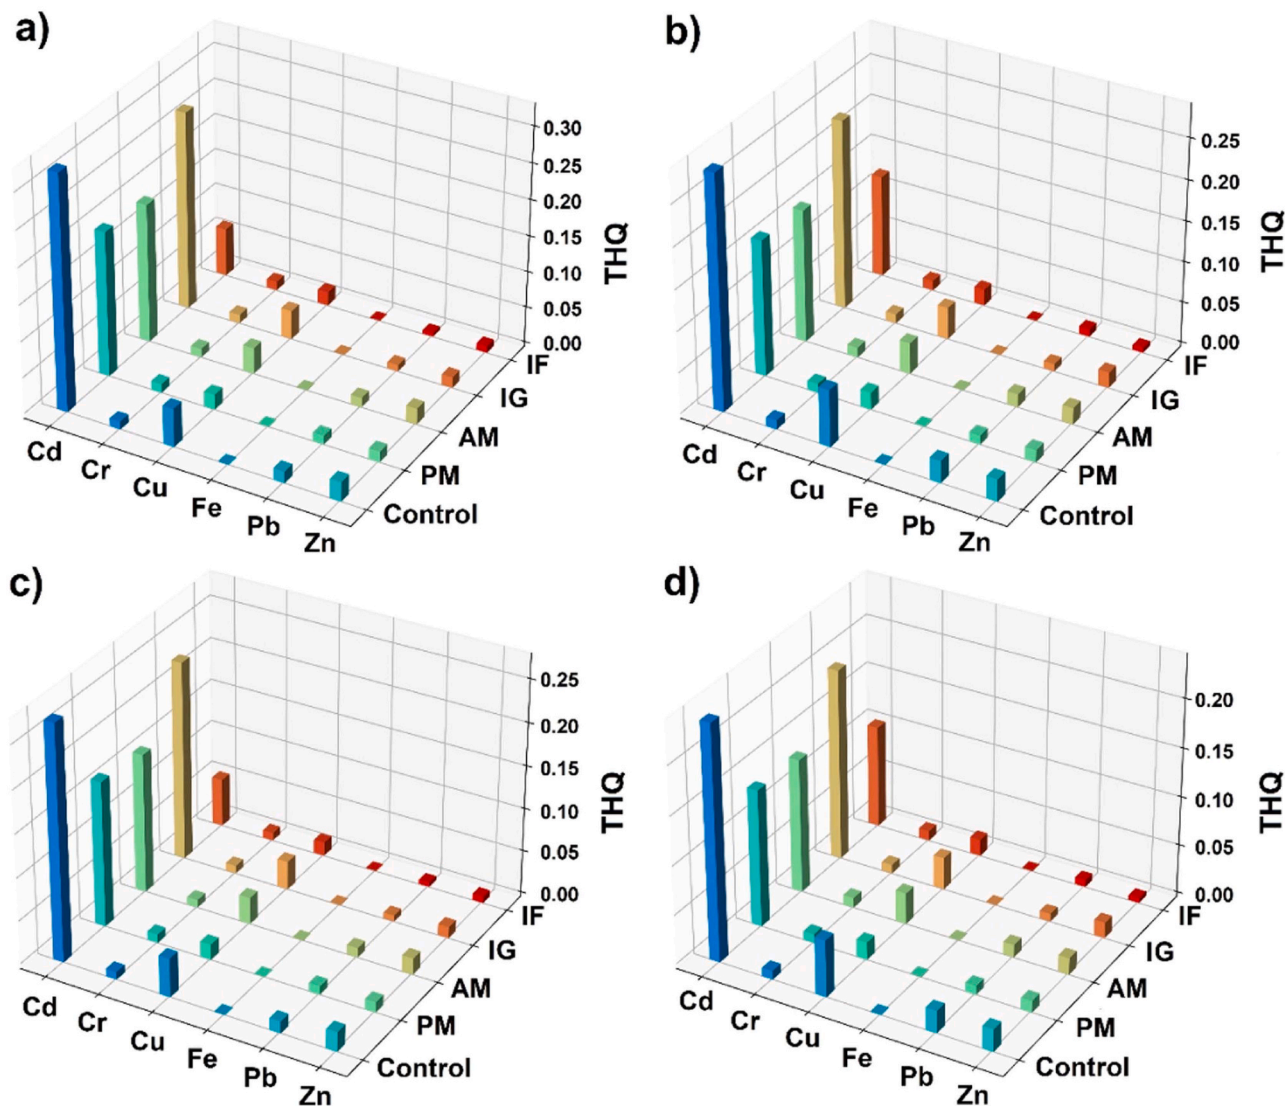 a)
0.30
0.25
0.20
0.15
0.10
0.05
0.00
THQ
IF
IG
AM
PM
Control
Cd
Cr
Cu
Fe
Pb
Zn
b)
0.25
0.20
0.15
0.10
0.05
0.00
THQ
IF
IG
AM
PM
Control
Cd
Cr
Cu
Fe
Pb
Zn
c)
0.25
0.20
0.15
0.10
0.05
0.00
THQ
IF
IG
AM
PM
Control
Cd
Cr
Cu
Fe
Pb
Zn
d)
0.20
0.15
0.10
0.05
0.00
THQ
IF
IG
AM
PM
Control
Cd
Cr
Cu
Fe
Pb
Zn